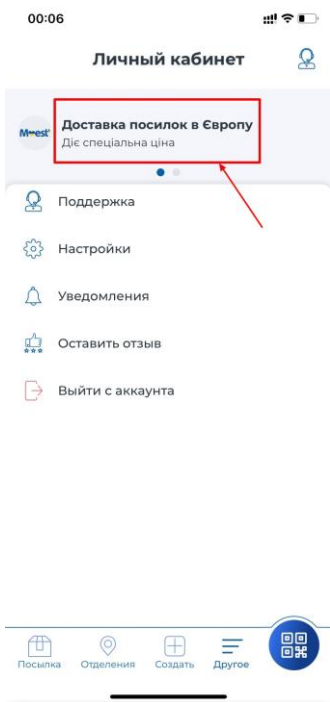 00:06
Личный кабинет
Meest
Доставка посилок в Європу
Діє спеціальна ціна
Поддержка
Настройки
Уведомления
Оставить отзыв
Выйти с аккаунта
Посылка Отделения Создать Другое